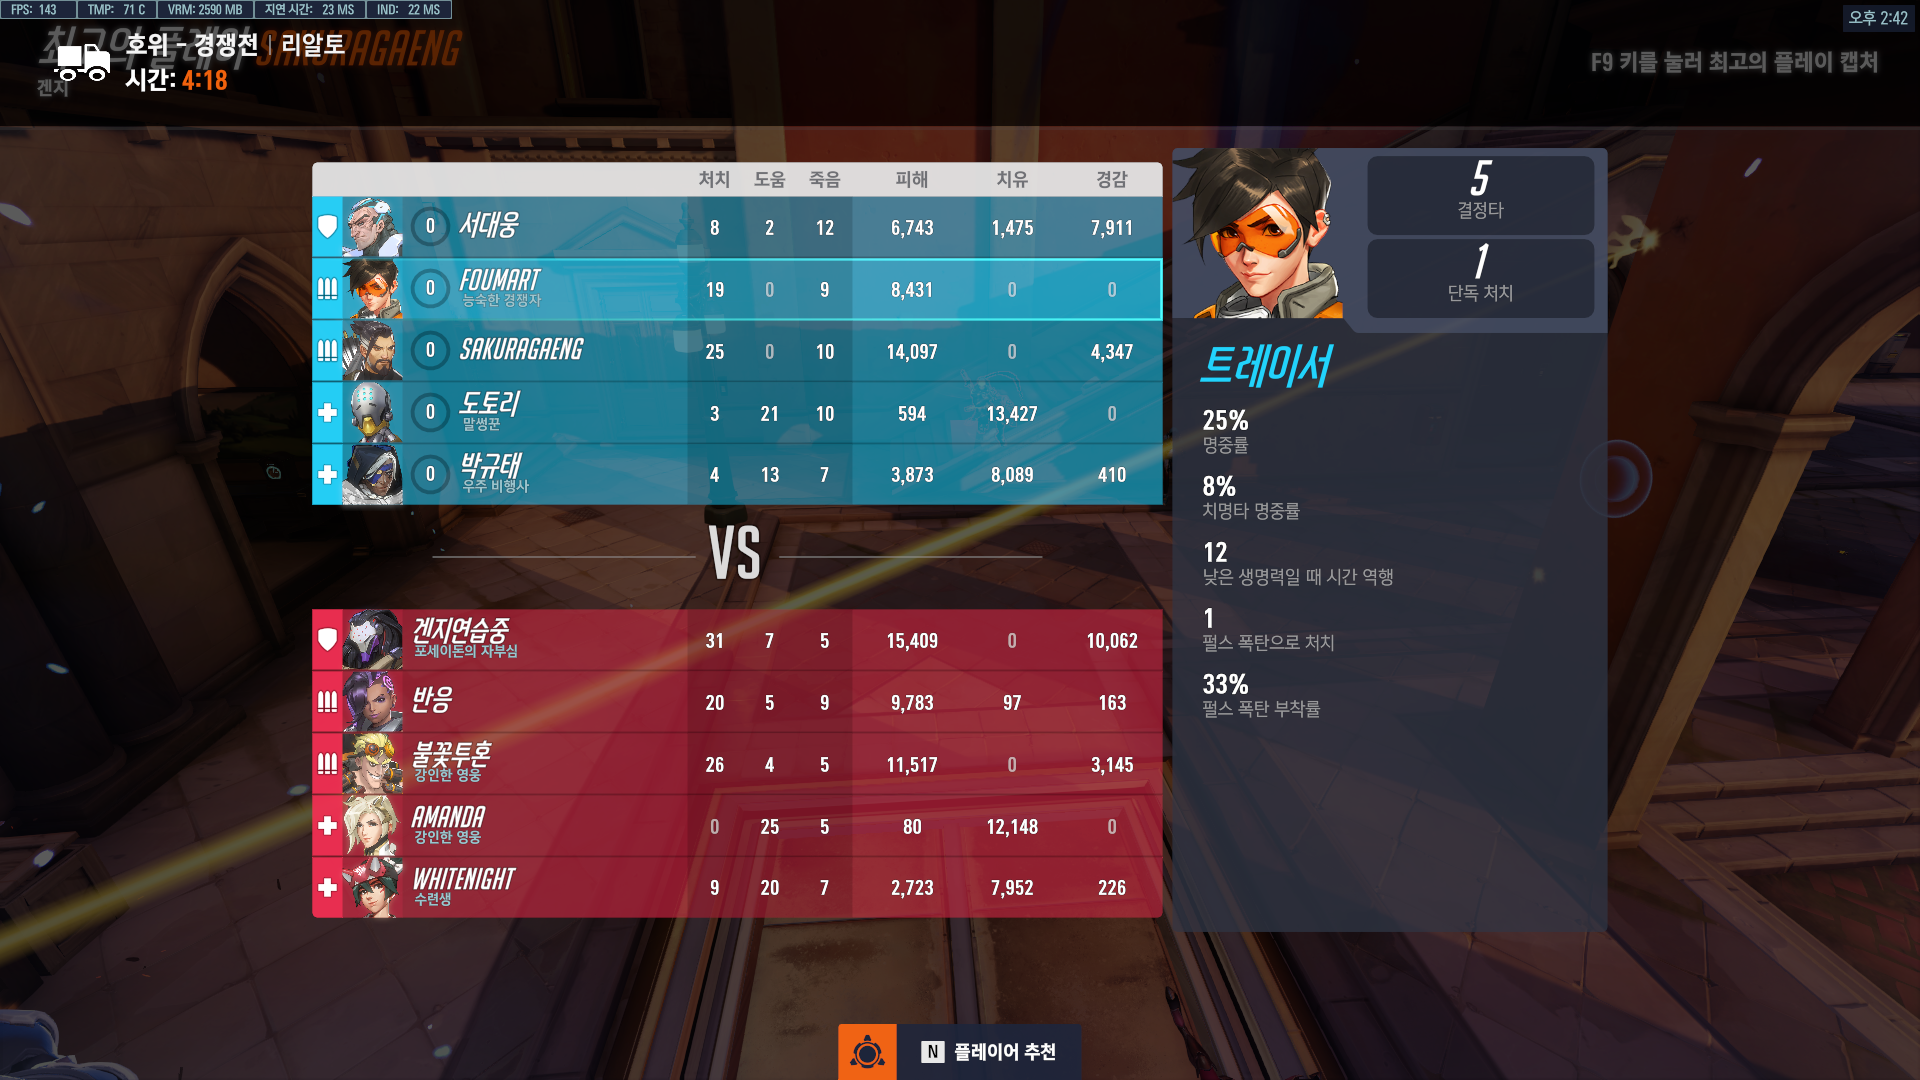 FPS: 143 TMP: 71 C VRM: 2590 MB 지연 시간: 23 MS IND: 22 MS
오후 2:42
최고의 플레이 SAKURAGAENG
겐지
호위 - 경쟁전 | 리알토
시간: 4:18
F9 키를 눌러 최고의 플레이 캡처
처치 도움 죽음 피해 치유 경감
0 서대웅 8 2 12 6,743 1,475 7,911
0 FOUMART 19 0 9 8,431 0 0
능숙한 경쟁자
0 SAKURAGAENG 25 0 10 14,097 0 4,347
0 도토리 3 21 10 594 13,427 0
말썽꾼
0 박규태 4 13 7 3,873 8,089 410
우주 비행사
VS
겐지연습중 31 7 5 15,409 0 10,062
포세이돈의 자부심
반응 20 5 9 9,783 97 163
불꽃투혼 26 4 5 11,517 0 3,145
강인한 영웅
AMANDA 0 25 5 80 12,148 0
강인한 영웅
WHITENIGHT 9 20 7 2,723 7,952 226
수련생
5
결정타
1
단독 처치
트레이서
25%
명중률
8%
치명타 명중률
12
낮은 생명력일 때 시간 역행
1
펄스 폭탄으로 처치
33%
펄스 폭탄 부착률
N 플레이어 추천